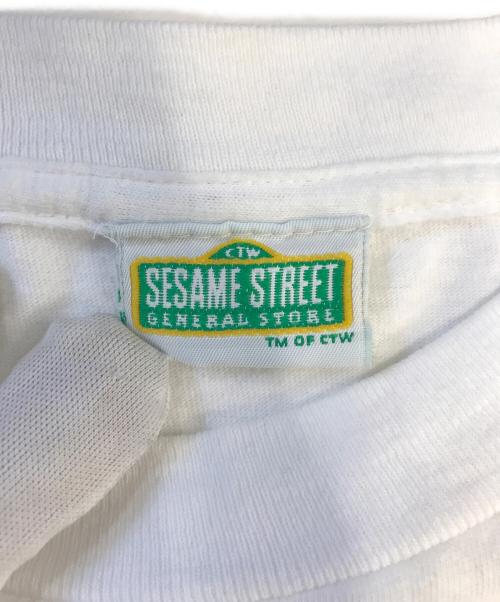 CTW
SESAME STREET
GENERAL STORE
TM OF CTW